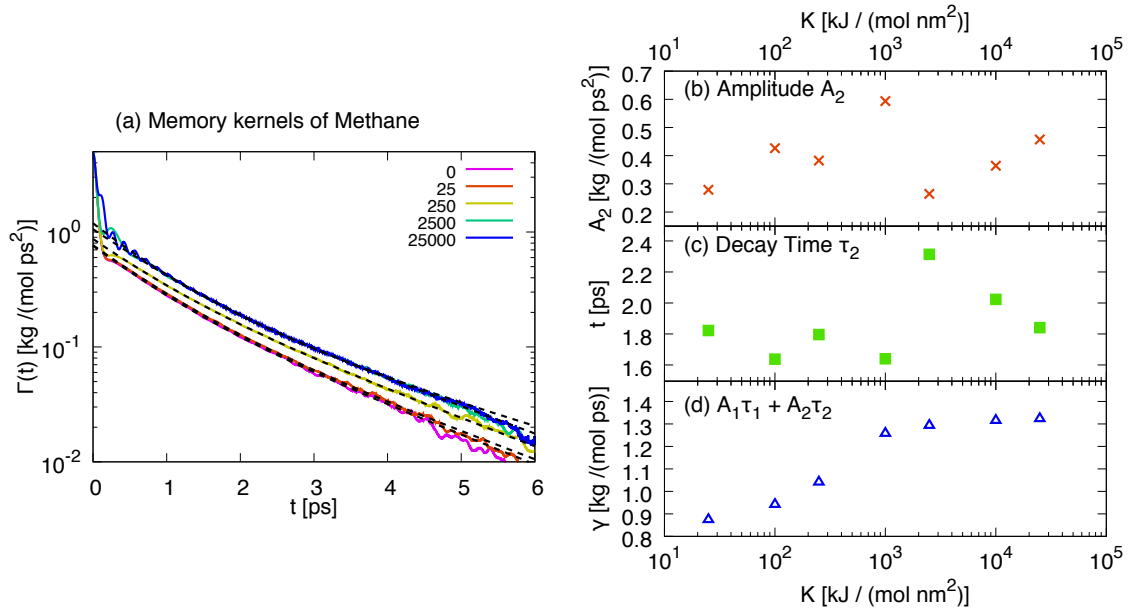 (a) Memory kernels of Methane
Γ(t) [kg /(mol ps²)]
10⁰
10⁻¹
10⁻²
0
25
250
2500
25000
0 1 2 3 4 5 6
t [ps]
K [kJ / (mol nm²)]
10¹ 10² 10³ 10⁴ 10⁵
(b) Amplitude A₂
A₂ [kg /(mol ps²)]
0.7
0.6
0.5
0.4
0.3
0.2
(c) Decay Time τ₂
t [ps]
2.4
2.2
2.0
1.8
1.6
(d) A₁τ₁ + A₂τ₂
γ [kg /(mol ps)]
1.4
1.3
1.2
1.1
1.0
0.9
0.8
10¹ 10² 10³ 10⁴ 10⁵
K [kJ / (mol nm²)]